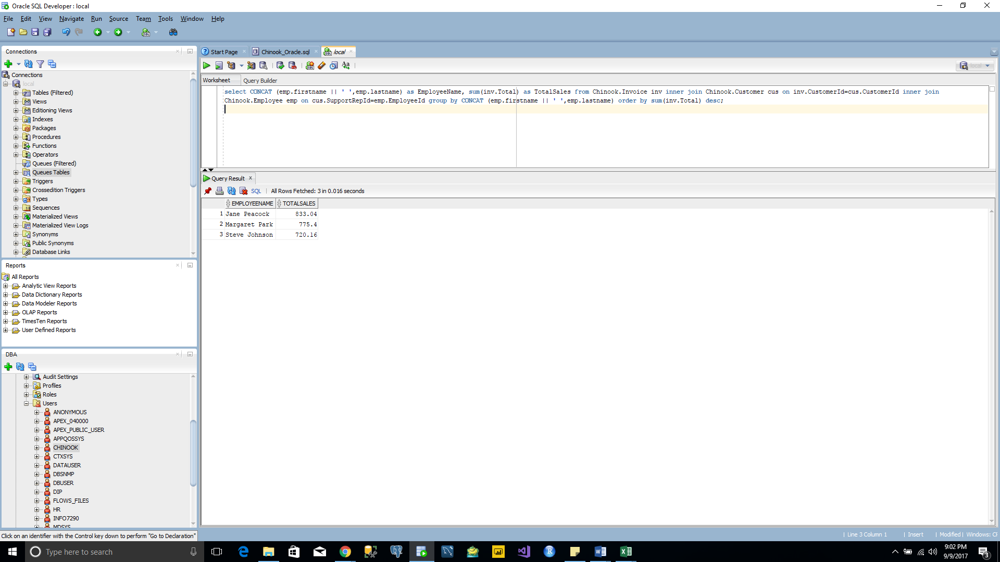 Oracle SQL Developer : local
File Edit View Navigate Run Source Team Tools Window Help
Connections
Connections
local
Tables (Filtered)
Views
Editioning Views
Indexes
Packages
Procedures
Functions
Operators
Queues (Filtered)
Queues Tables
Triggers
Crossedition Triggers
Types
Sequences
Materialized Views
Materialized View Logs
Synonyms
Public Synonyms
Database Links
Reports
All Reports
Analytic View Reports
Data Dictionary Reports
Data Modeler Reports
OLAP Reports
TimesTen Reports
User Defined Reports
DBA
Audit Settings
Profiles
Roles
Users
ANONYMOUS
APEX_040000
APEX_PUBLIC_USER
APPQOSSYS
CHINOOK
CTXSYS
DATAUSER
DBSNMP
DBUSER
DIP
FLOWS_FILES
HR
INFO7290
MDSYS
Start Page Chinook_Oracle.sql local
local
Worksheet Query Builder
select CONCAT (emp.firstname || ' ',emp.lastname) as EmployeeName, sum(inv.Total) as TotalSales from Chinook.Invoice inv inner join Chinook.Customer cus on inv.CustomerId=cus.CustomerId inner join
Chinook.Employee emp on cus.SupportRepId=emp.EmployeeId group by CONCAT (emp.firstname || ' ',emp.lastname) order by sum(inv.Total) desc;
Query Result
SQL All Rows Fetched: 3 in 0.016 seconds
EMPLOYEENAME TOTALSALES
1 Jane Peacock 833.04
2 Margaret Park 775.4
3 Steve Johnson 720.16
Click on an identifier with the Control key down to perform "Go to Declaration"
Line 3 Column 1 Insert Modified Windows: CF
Type here to search
9:02 PM
9/9/2017
3